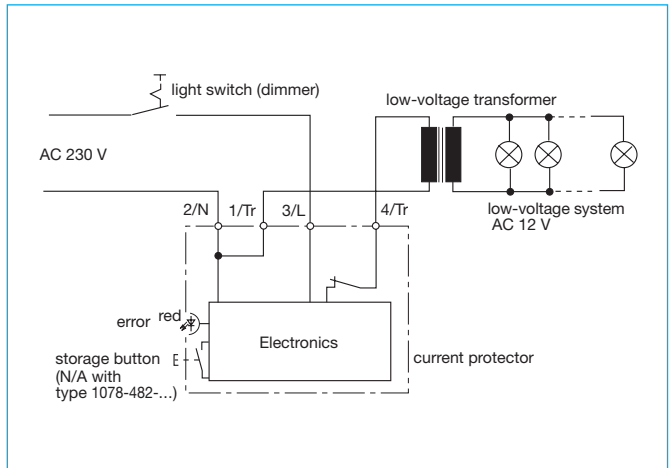 light switch (dimmer)
low-voltage transformer
AC 230 V
2/N 1/Tr 3/L 4/Tr
low-voltage system
AC 12 V
error red
Electronics
storage button
(N/A with
type 1078-482-...)
current protector